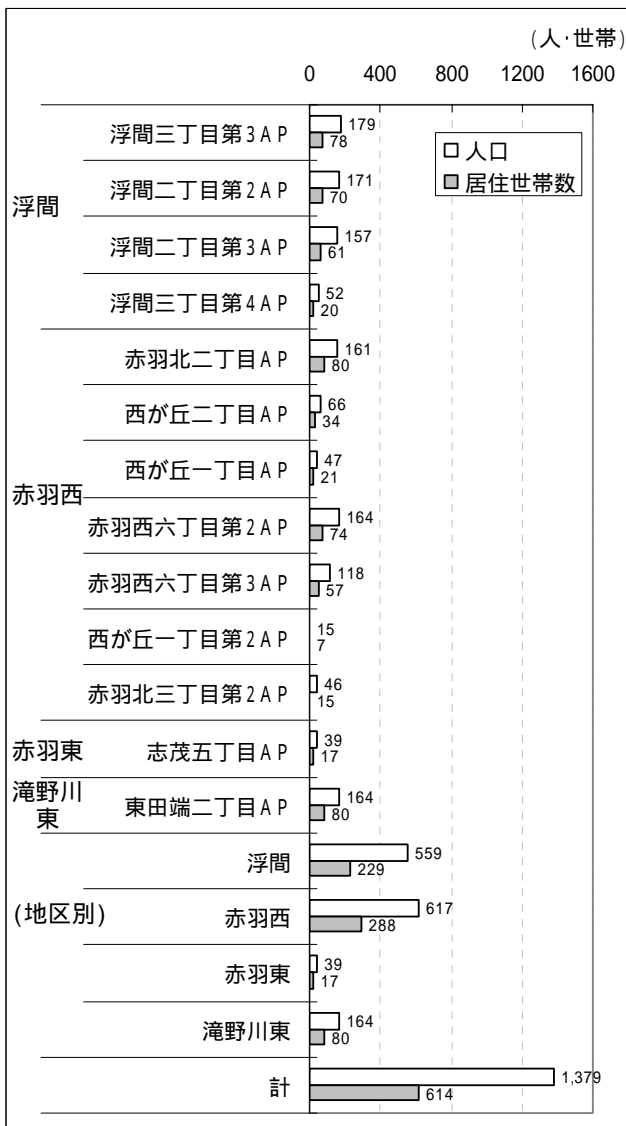 (人・世帯)
0 400 800 1200 1600
人口
居住世帯数
浮間
浮間三丁目第3AP 179 78
浮間二丁目第2AP 171 70
浮間二丁目第3AP 157 61
浮間三丁目第4AP 52 20
赤羽西
赤羽北二丁目AP 161 80
西が丘二丁目AP 66 34
西が丘一丁目AP 47 21
赤羽西六丁目第2AP 164 74
赤羽西六丁目第3AP 118 57
西が丘一丁目第2AP 15 7
赤羽北三丁目第2AP 46 15
赤羽東
志茂五丁目AP 39 17
滝野川
東
東田端二丁目AP 164 80
(地区別)
浮間 559 229
赤羽西 617 288
赤羽東 39 17
滝野川東 164 80
計 1,379 614